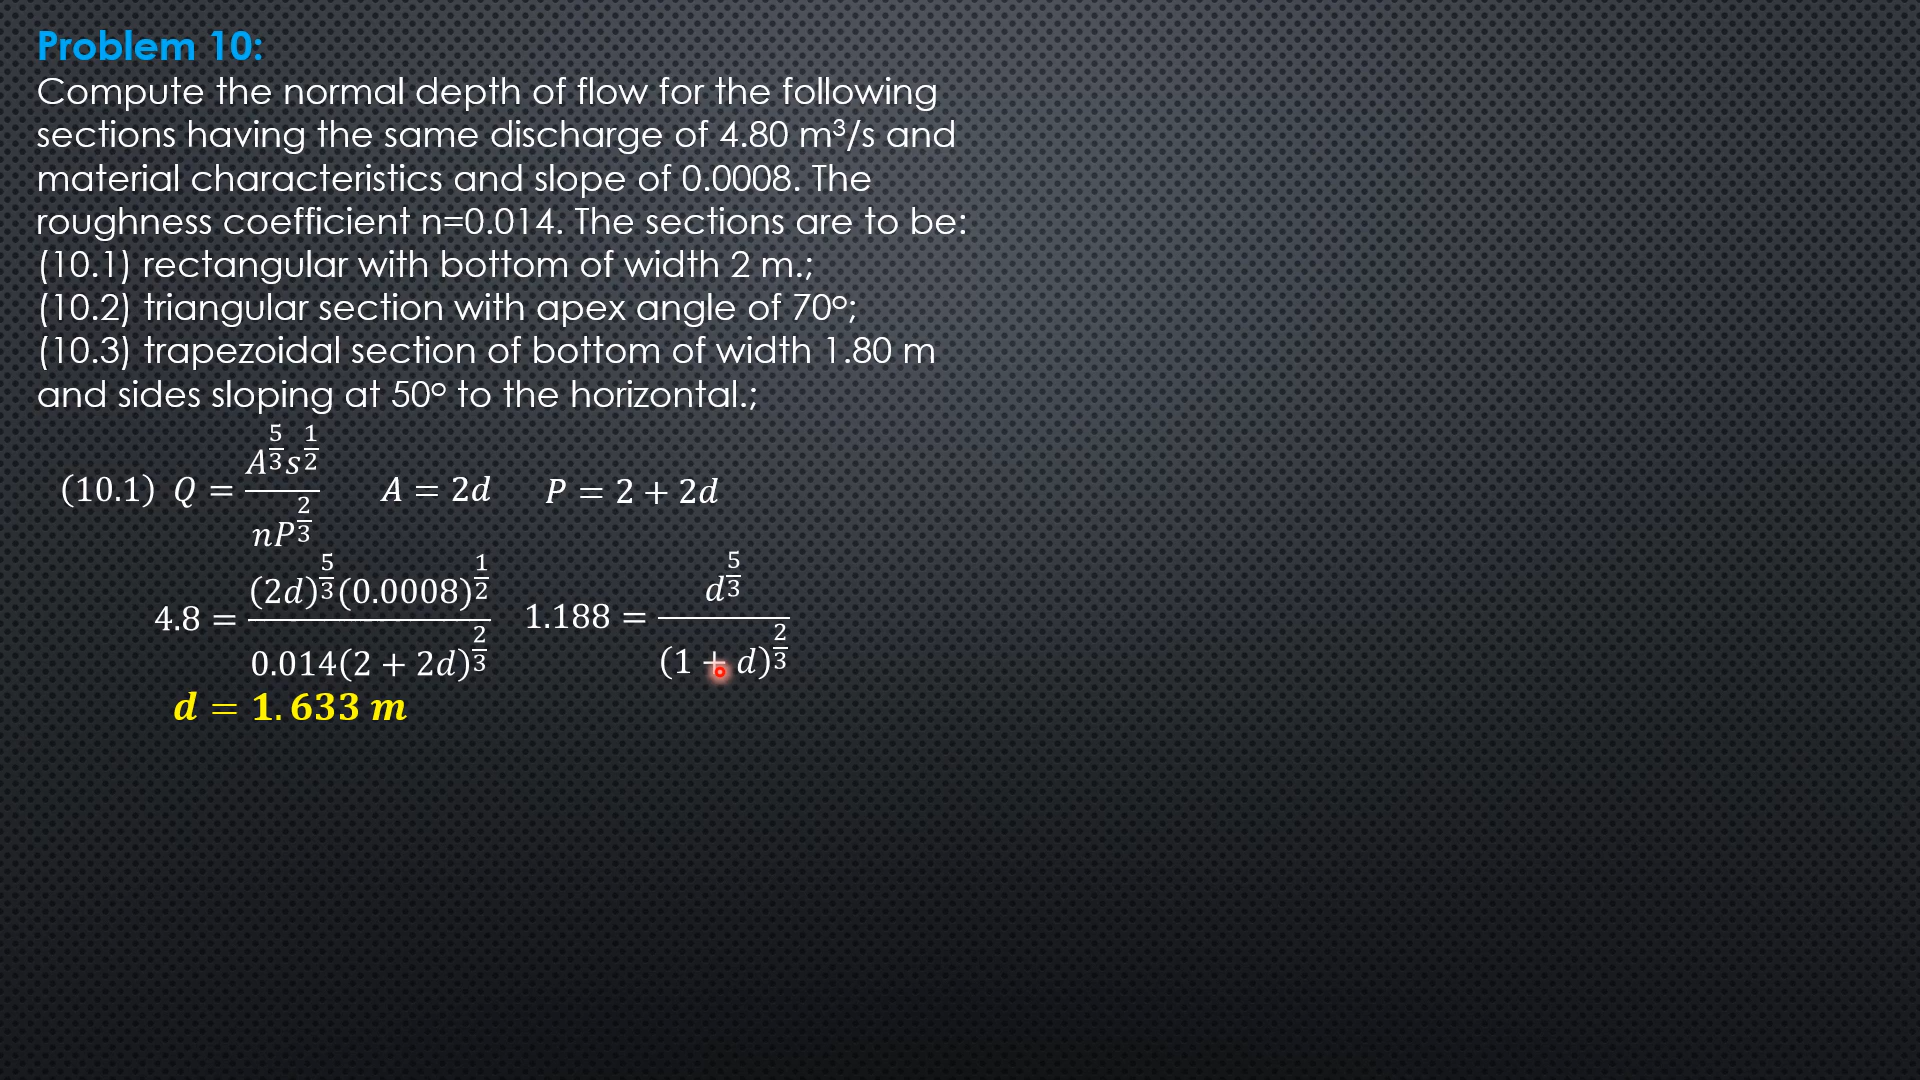 Problem 10:
Compute the normal depth of flow for the following
sections having the same discharge of 4.80 m³/s and
material characteristics and slope of 0.0008. The
roughness coefficient n=0.014. The sections are to be:
(10.1) rectangular with bottom of width 2 m.;
(10.2) triangular section with apex angle of 70º;
(10.3) trapezoidal section of bottom of width 1.80 m
and sides sloping at 50º to the horizontal.;
(10.1) Q = A^(5/3) s^(1/2) / nP^(2/3) A = 2d P = 2 + 2d
4.8 = (2d)^(5/3) (0.0008)^(1/2) / 0.014(2 + 2d)^(2/3) 1.188 = d^(5/3) / (1 + d)^(2/3)
d = 1.633 m